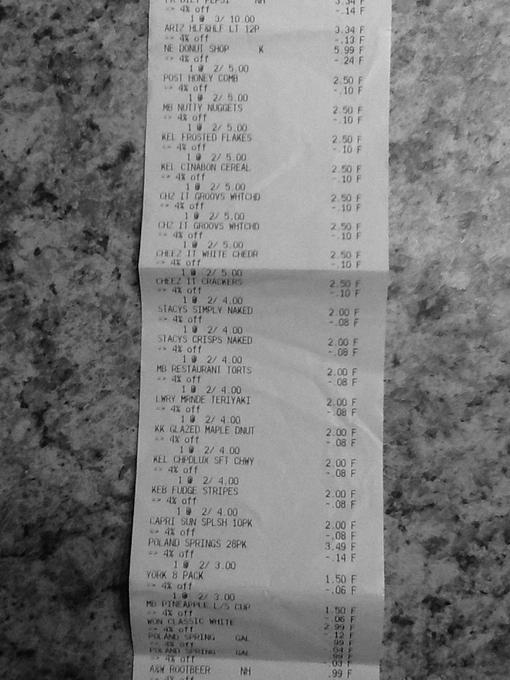 DIET PEPSI NH 3.34 F
-> 4% off -.14 F
1 @ 3/ 10.00
ARIZ HLF&HLF LT 12P 3.34 F
-> 4% off -.13 F
NE DONUT SHOP K 5.99 F
-> 4% off -.24 F
1 @ 2/ 5.00
POST HONEY COMB 2.50 F
-> 4% off -.10 F
1 @ 2/ 5.00
MB NUTTY NUGGETS 2.50 F
-> 4% off -.10 F
1 @ 2/ 5.00
KEL FROSTED FLAKES 2.50 F
-> 4% off -.10 F
1 @ 2/ 5.00
KEL CINABON CEREAL 2.50 F
-> 4% off -.10 F
1 @ 2/ 5.00
CHZ IT GROOVS WHTCHD 2.50 F
-> 4% off -.10 F
1 @ 2/ 5.00
CHZ IT GROOVS WHTCHD 2.50 F
-> 4% off -.10 F
1 @ 2/ 5.00
CHEEZ IT WHITE CHEDR 2.50 F
-> 4% off -.10 F
1 @ 2/ 5.00
CHEEZ IT CRACKERS 2.50 F
-> 4% off -.10 F
1 @ 2/ 4.00
STACYS SIMPLY NAKED 2.00 F
-> 4% off -.08 F
1 @ 2/ 4.00
STACYS CRISPS NAKED 2.00 F
-> 4% off -.08 F
1 @ 2/ 4.00
MB RESTAURANT TORTS 2.00 F
-> 4% off -.08 F
1 @ 2/ 4.00
LWRY MRNDE TERIYAKI 2.00 F
-> 4% off -.08 F
1 @ 2/ 4.00
KK GLAZED MAPLE DNUT 2.00 F
-> 4% off -.08 F
1 @ 2/ 4.00
KEL CHPDLUX SFT CHWY 2.00 F
-> 4% off -.08 F
1 @ 2/ 4.00
KEB FUDGE STRIPES 2.00 F
-> 4% off -.08 F
1 @ 2/ 4.00
CAPRI SUN SPLSH 10PK 2.00 F
-> 4% off -.08 F
POLAND SPRINGS 28PK 3.49 F
-> 4% off -.14 F
1 @ 2/ 3.00
YORK 8 PACK 1.50 F
-> 4% off -.06 F
1 @ 2/ 3.00
MB PINEAPPLE L/S CUP 1.50 F
-> 4% off -.06 F
WON CLASSIC WHITE 2.99 F
-> 4% off -.12 F
POLAND SPRING GAL .99 F
-> 4% off -.04 F
POLAND SPRING GAL .99 F
-> 4% off -.03 F
A&W ROOTBEER NH .99 F
-> 4% off